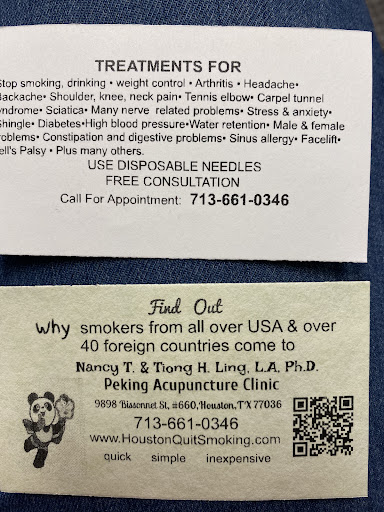 TREATMENTS FOR
Stop smoking, drinking • weight control • Arthritis • Headache•
Backache• Shoulder, knee, neck pain• Tennis elbow• Carpel tunnel
yndrome• Sciatica• Many nerve related problems• Stress & anxiety•
Shingle• Diabetes•High blood pressure•Water retention• Male & female
roblems• Constipation and digestive problems• Sinus allergy• Facelift•
ell's Palsy • Plus many others.
USE DISPOSABLE NEEDLES
FREE CONSULTATION
Call For Appointment: 713-661-0346
Find Out
Why smokers from all over USA & over
40 foreign countries come to
Nancy T. & Tiong H. Ling, L.A. Ph.D.
Peking Acupuncture Clinic
9898 Bissonnet St, #660, Houston, TX 77036
713-661-0346
www.HoustonQuitSmoking.com
quick simple inexpensive